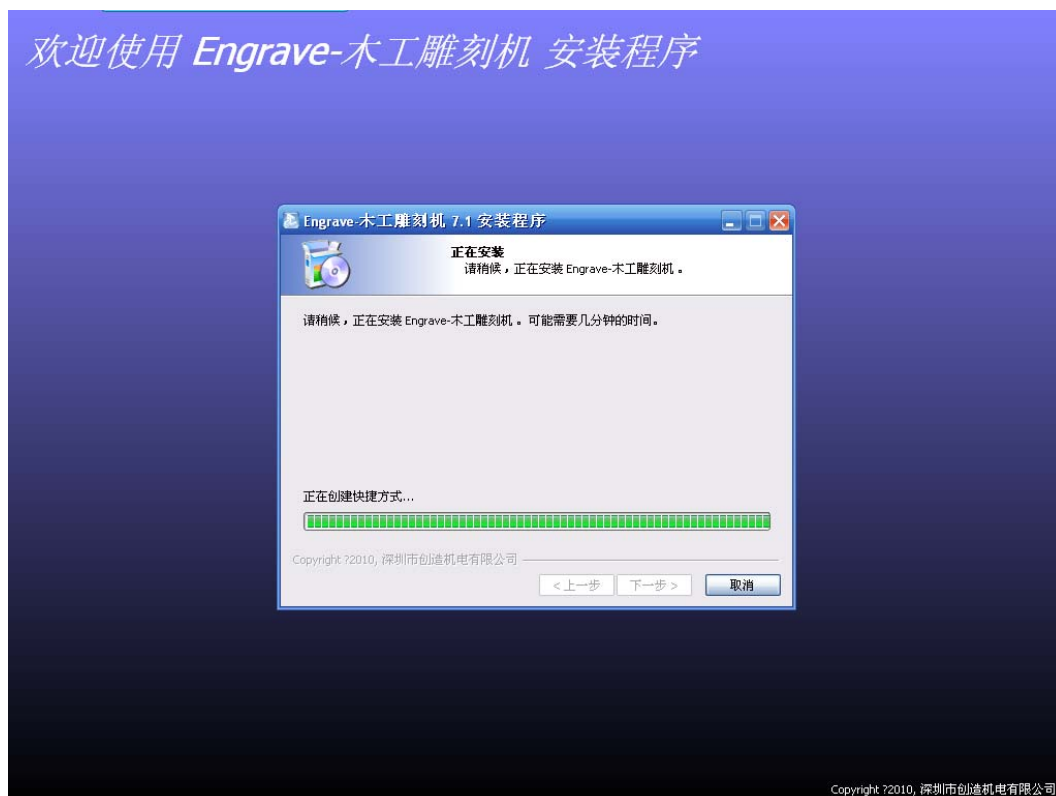 欢迎使用 Engrave-木工雕刻机 安装程序
Engrave-木工雕刻机 7.1 安装程序
正在安装
请稍候，正在安装 Engrave-木工雕刻机 。
请稍候，正在安装 Engrave-木工雕刻机 。可能需要几分钟的时间。
正在创建快捷方式...
Copyright ?2010, 深圳市创造机电有限公司
< 上一步 下一步 > 取消
Copyright ?2010, 深圳市创造机电有限公司